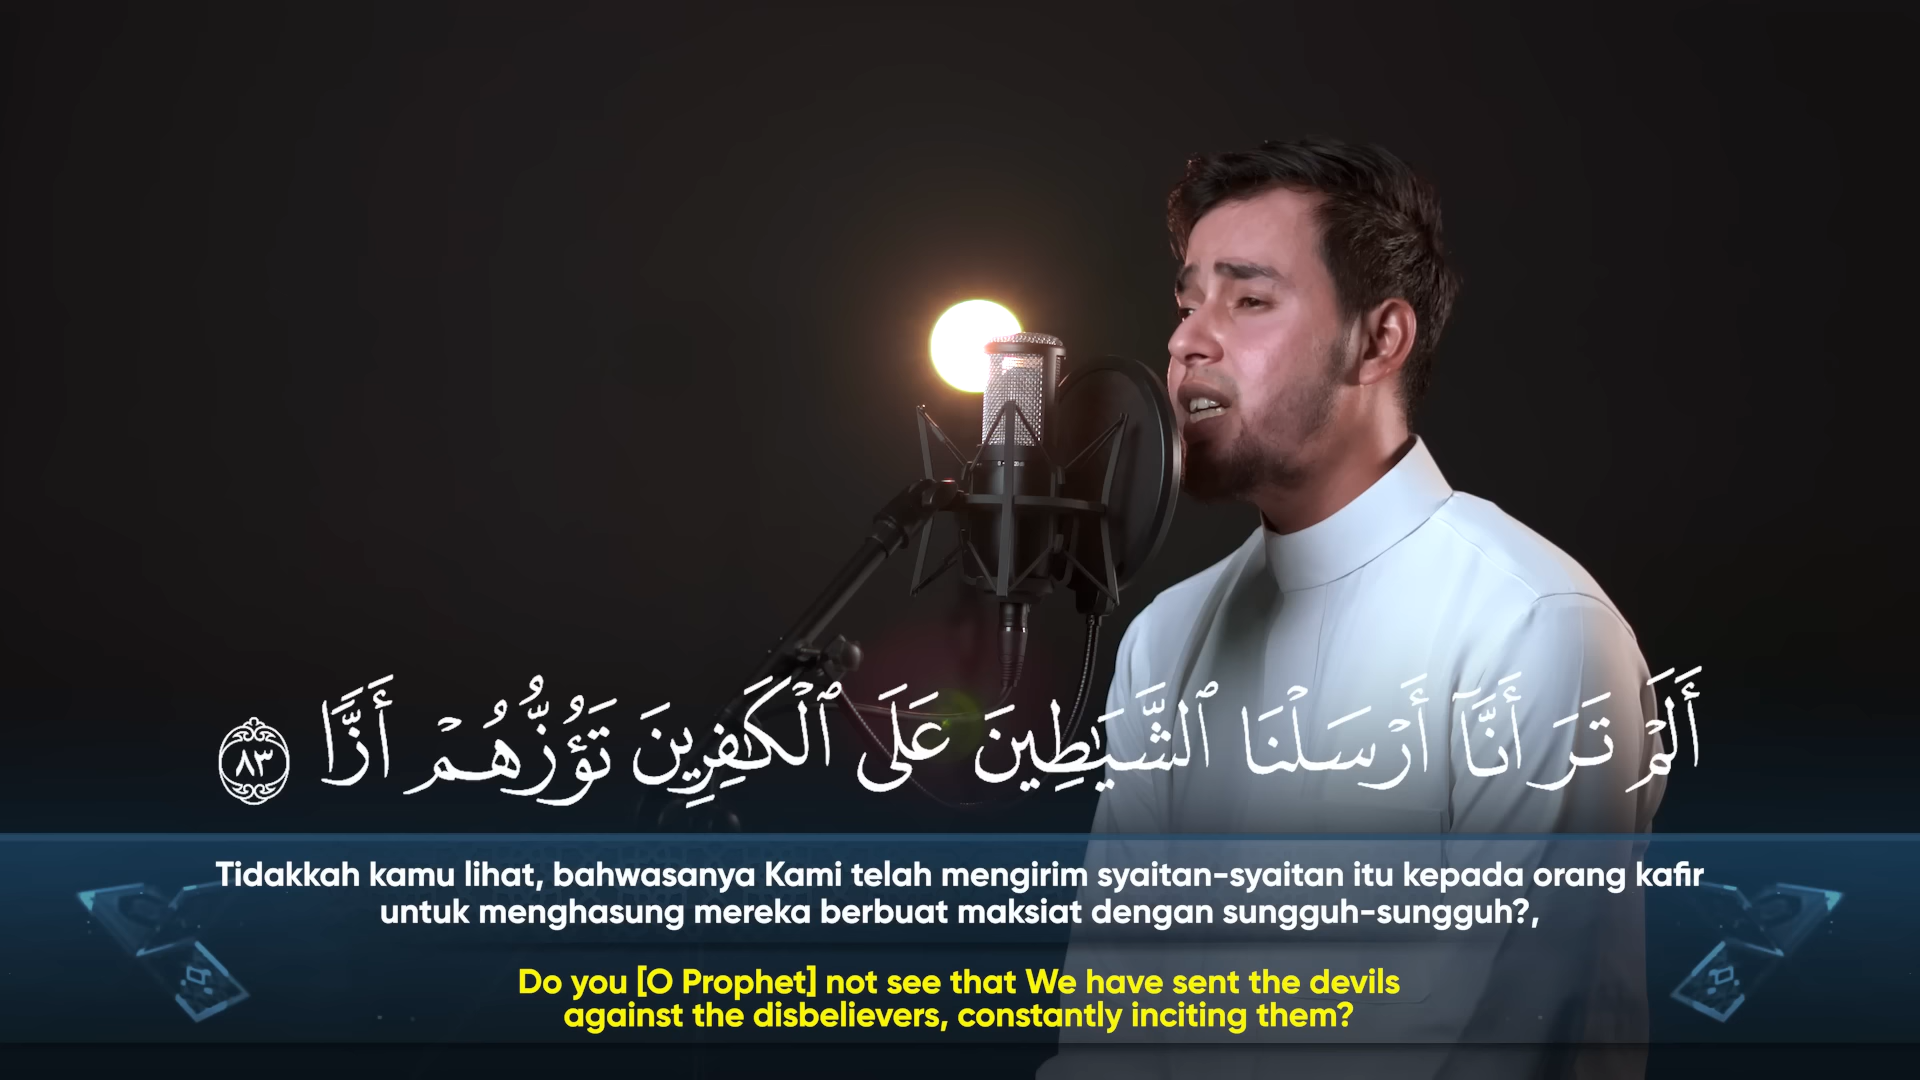 أَلَمۡ تَرَ أَنَّآ أَرۡسَلۡنَا ٱلشَّيَٰطِينَ عَلَى ٱلۡكَٰفِرِينَ تَؤُزُّهُمۡ أَزّٗا ٨٣
Tidakkah kamu lihat, bahwasanya Kami telah mengirim syaitan-syaitan itu kepada orang kafir
untuk menghasung mereka berbuat maksiat dengan sungguh-sungguh?,
Do you [O Prophet] not see that We have sent the devils
against the disbelievers, constantly inciting them?